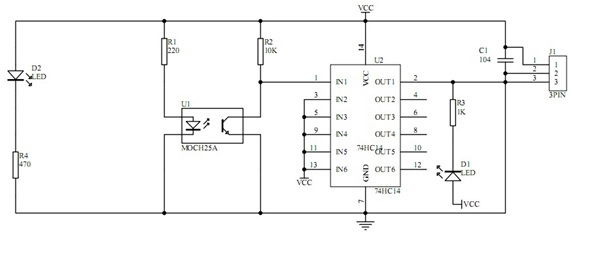 VCC
D2
LED
R4
470
R1
220
R2
10K
U1
MOCH25A
U2
14
VCC
1 IN1 OUT1 2
3 IN2 OUT2 4
5 IN3 OUT3 6
9 IN4 OUT4 8
74HC14
11 IN5 OUT5 10
13 IN6 OUT6 12
VCC
GND
74HC14
7
R3
1K
D1
LED
VCC
C1
104
J1
1 1
2 2
3 3
3PIN